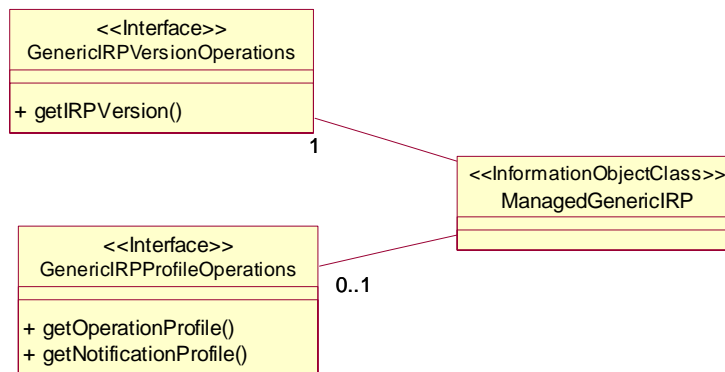 <<Interface>>
GenericIRPVersionOperations
+ getIRPVersion()
1
<<InformationObjectClass>>
ManagedGenericIRP
<<Interface>>
GenericIRPProfileOperations
0..1
+ getOperationProfile()
+ getNotificationProfile()